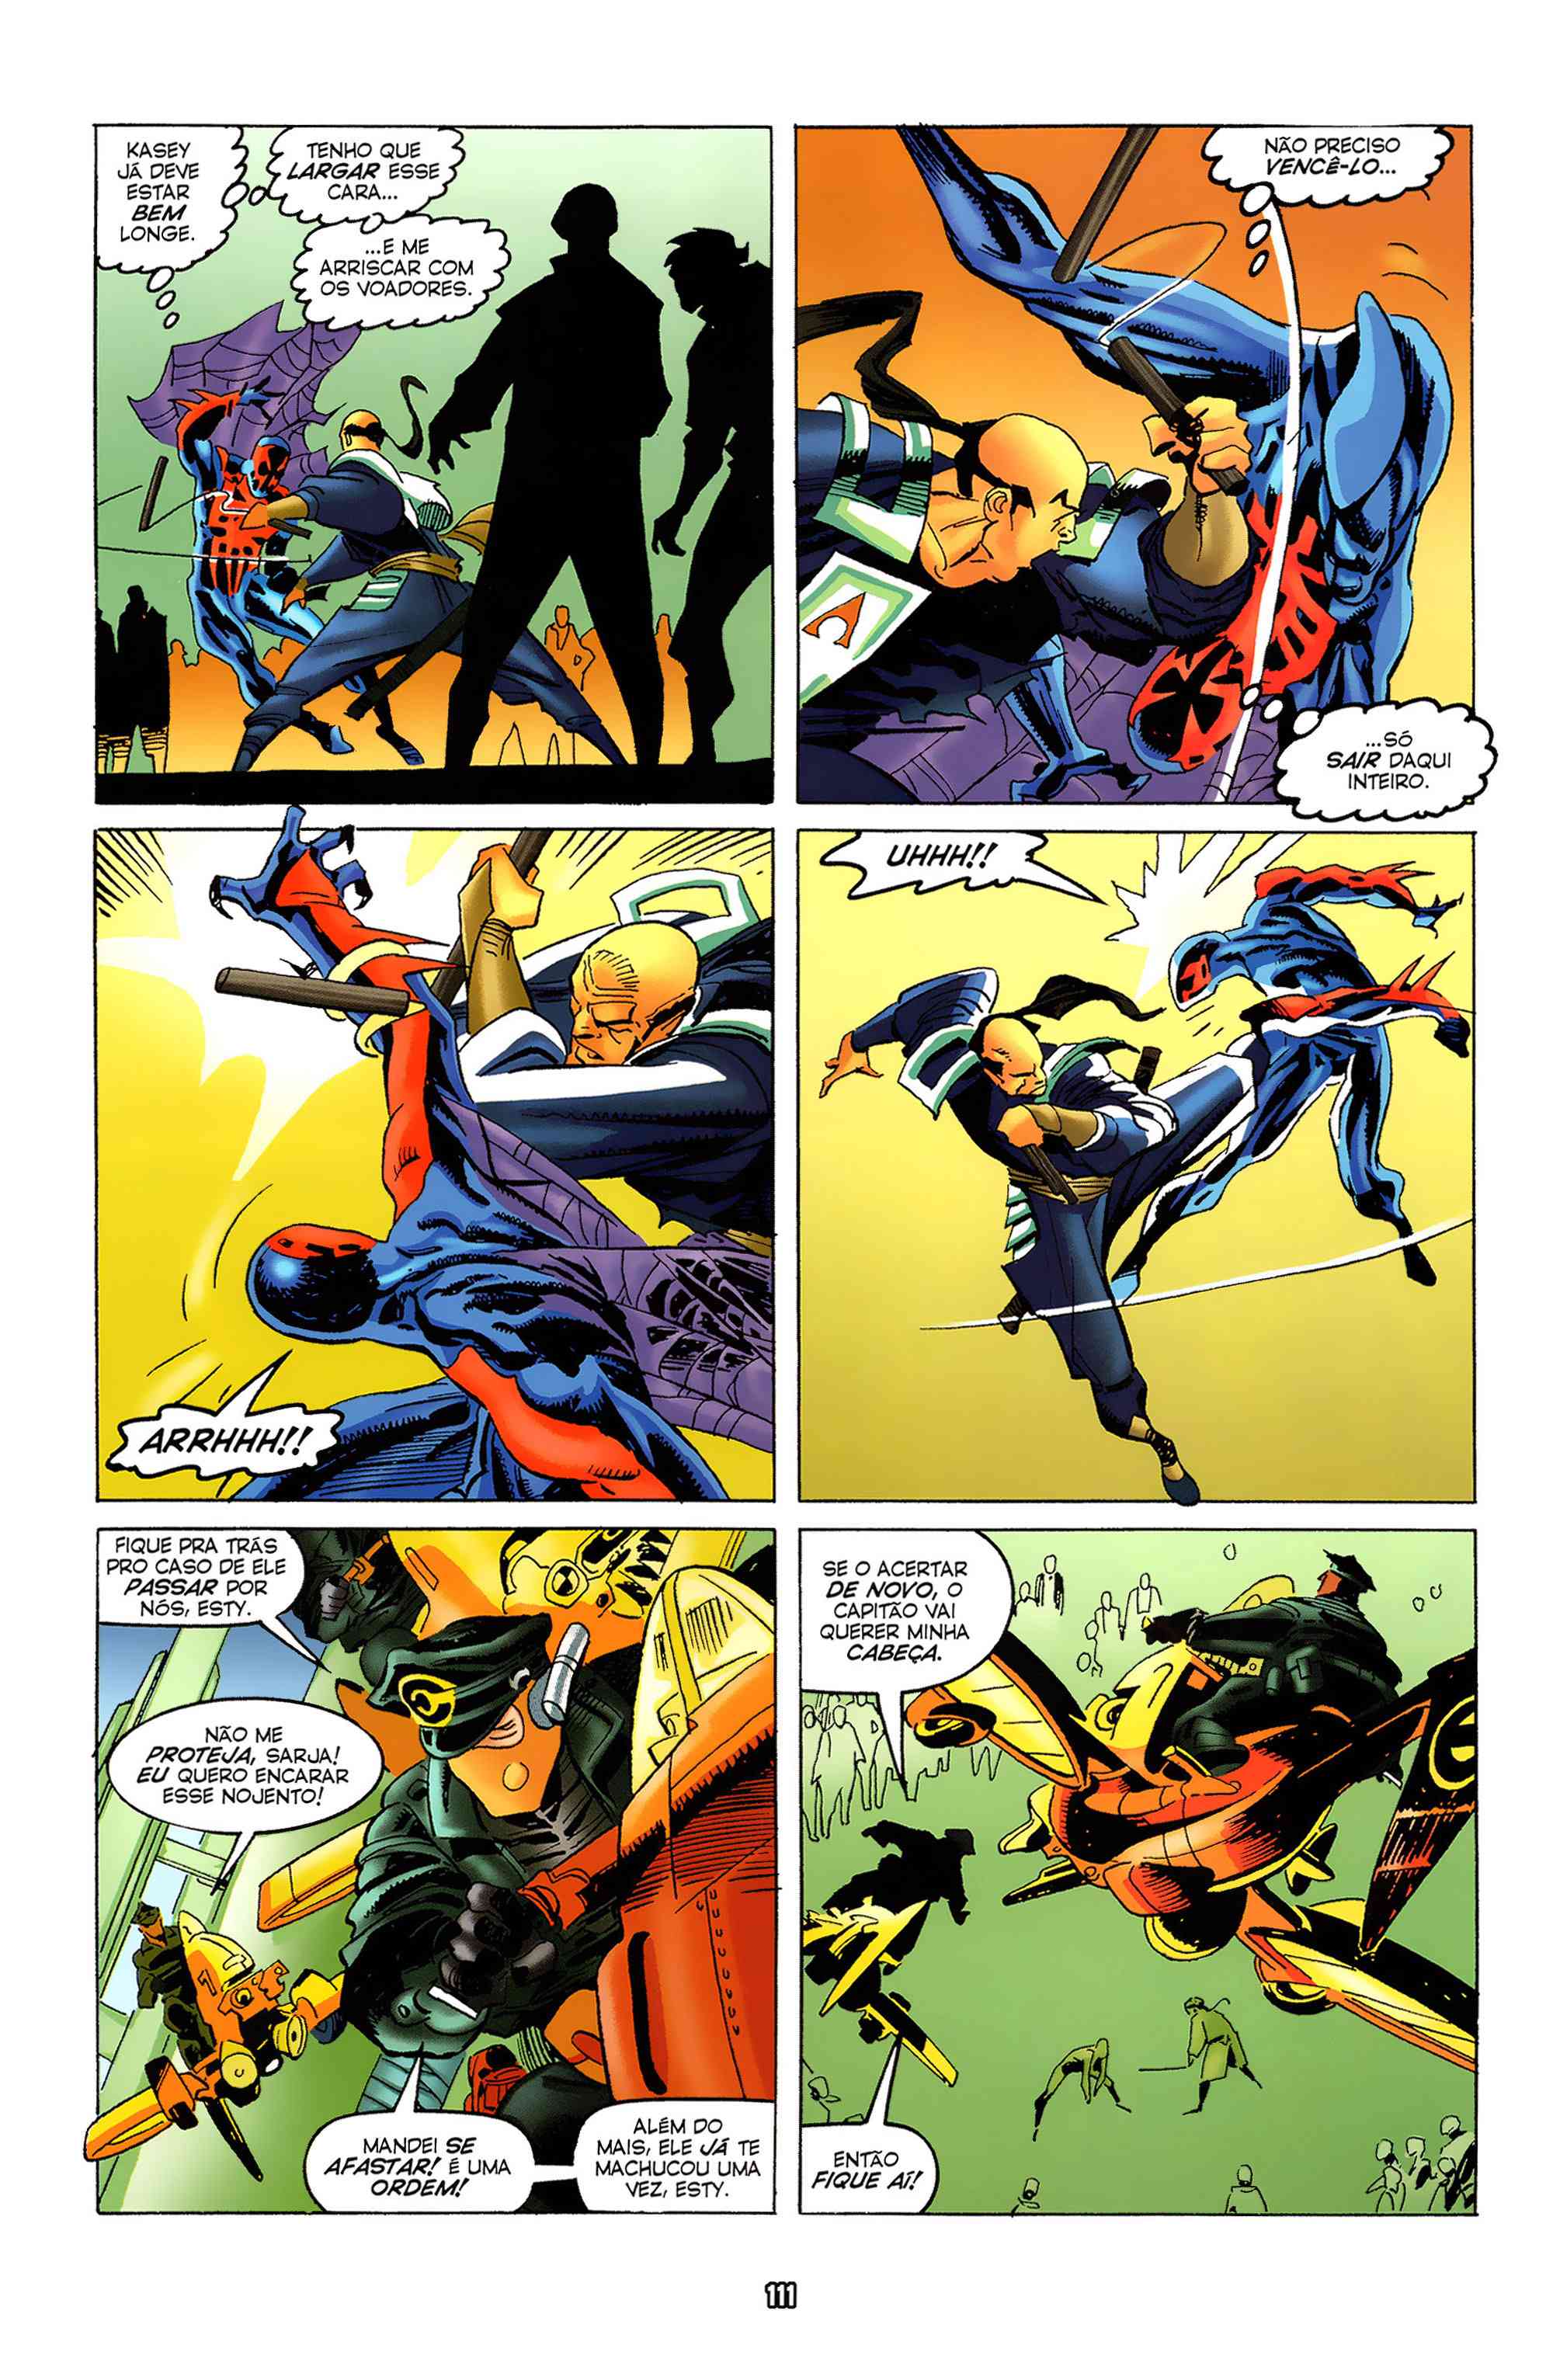 KASEY
JÁ DEVE
ESTAR
BEM
LONGE.
TENHO QUE
LARGAR ESSE
CARA...
...E ME
ARRISCAR COM
OS VOADORES.
NÃO PRECISO
VENCÊ-LO...
...SÓ
SAIR DAQUI
INTEIRO.
ARRHHH!!
UHHH!!
FIQUE PRA TRÁS
PRO CASO DE ELE
PASSAR POR
NÓS, ESTY.
NÃO ME
PROTEJA, SARJA!
EU QUERO ENCARAR
ESSE NOJENTO!
MANDEI SE
AFASTAR! É UMA
ORDEM!
ALÉM DO
MAIS, ELE JÁ TE
MACHUCOU UMA
VEZ, ESTY.
SE O ACERTAR
DE NOVO, O
CAPITÃO VAI
QUERER MINHA
CABEÇA.
ENTÃO
FIQUE AÍ!
111